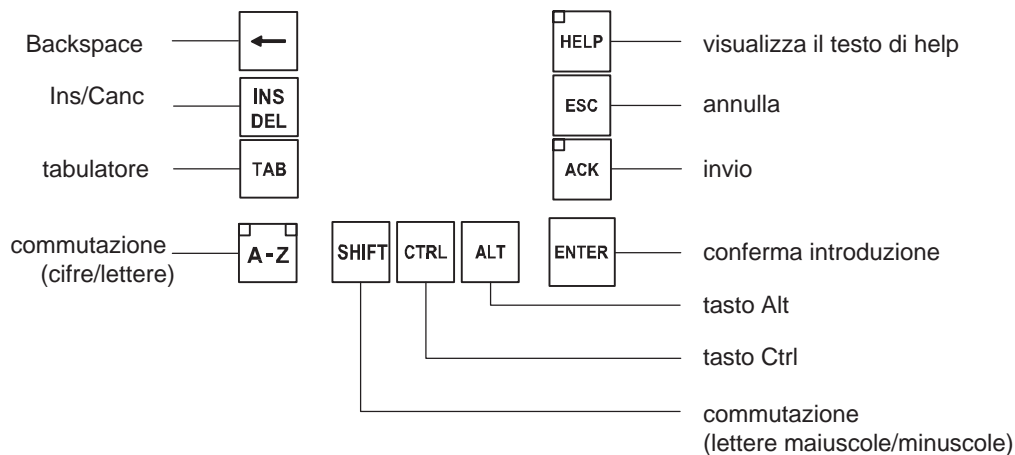 Backspace
HELP
visualizza il testo di help
Ins/Canc
INS
DEL
ESC
annulla
tabulatore
TAB
ACK
invio
commutazione
(cifre/lettere)
A-Z
SHIFT
CTRL
ALT
ENTER
conferma introduzione
tasto Alt
tasto Ctrl
commutazione
(lettere maiuscole/minuscole)